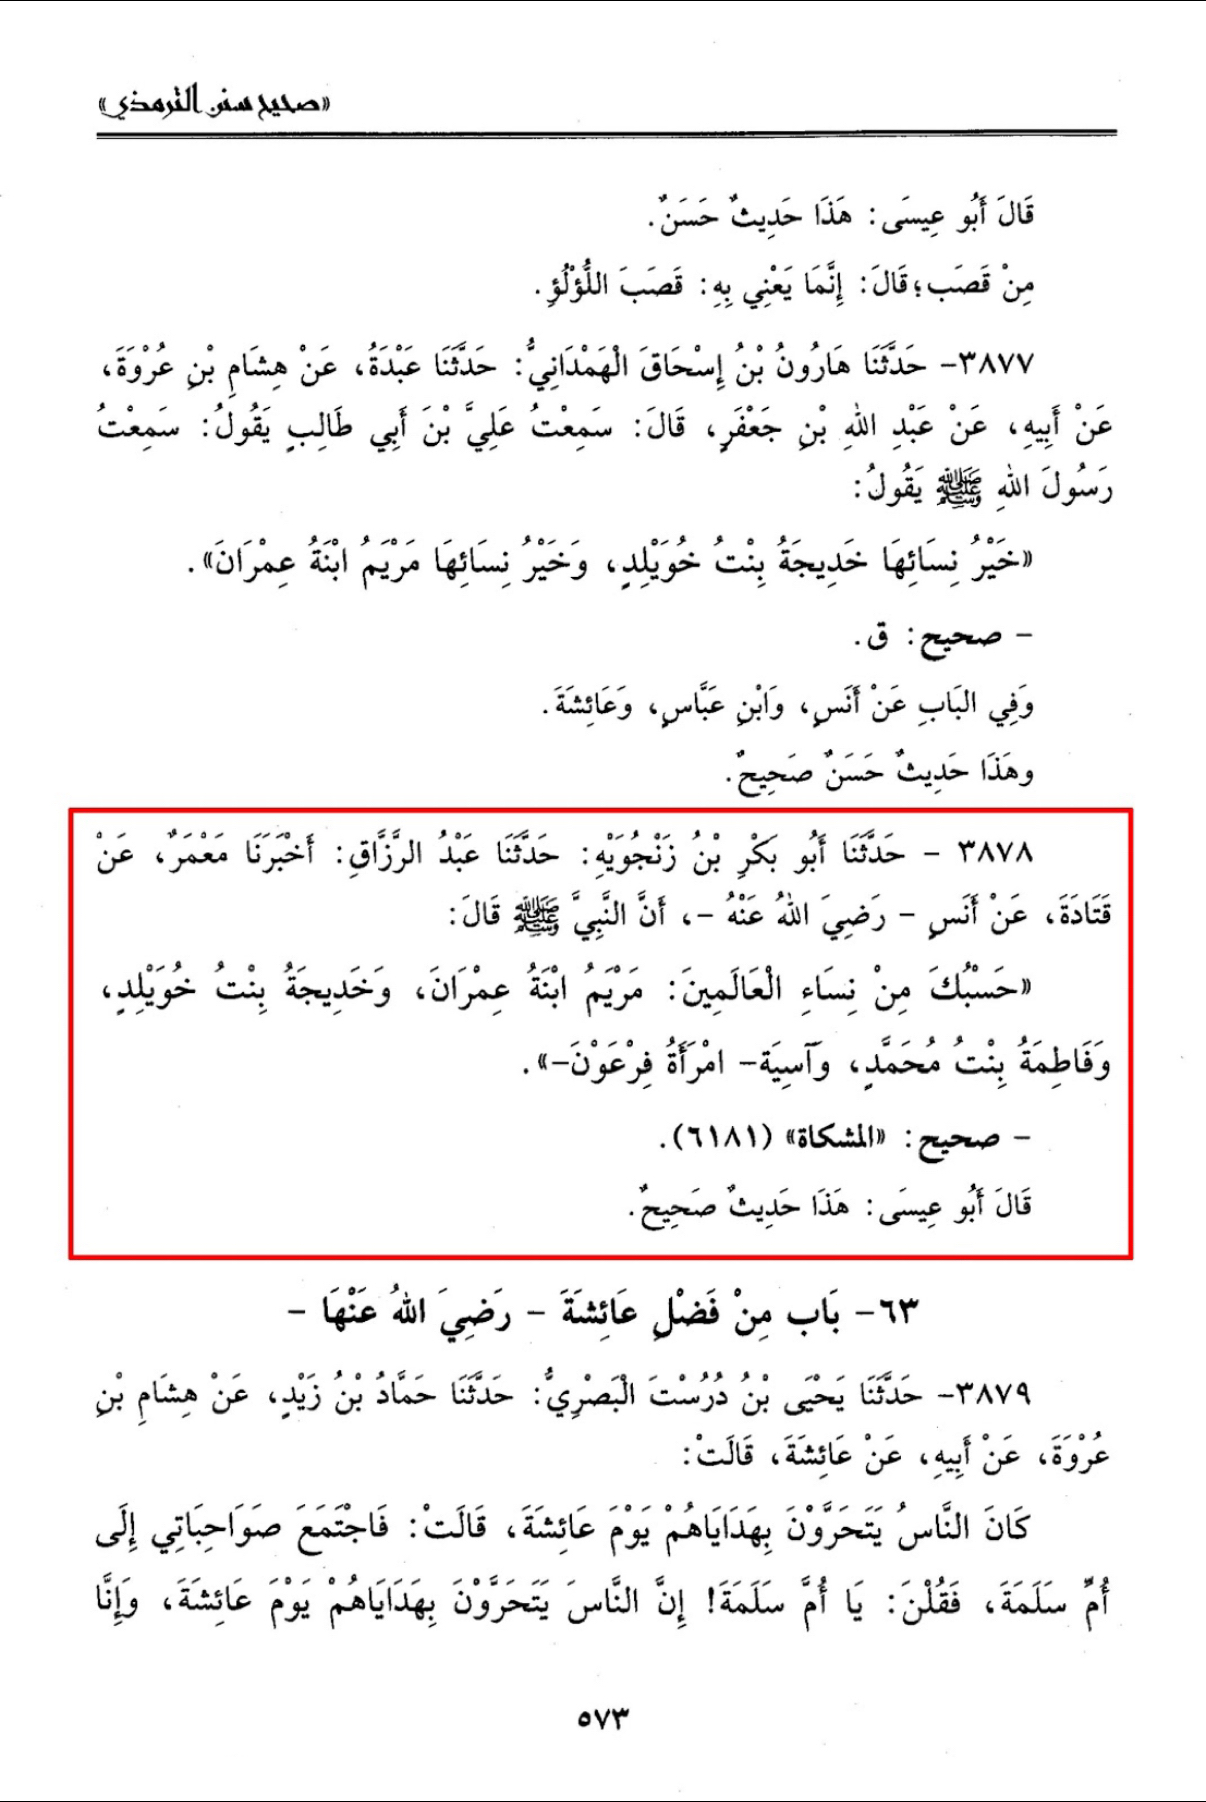 «صحيح سنن الترمذي»
قَالَ أَبُو عِيسَى: هَذَا حَدِيثٌ حَسَنٌ.
مِنْ قَصَب؛ قَالَ: إِنَّمَا يَعْنِي بِهِ: قَصَبَ اللُّؤْلُؤِ.
٣٨٧٧- حَدَّثَنَا هَارُونُ بْنُ إِسْحَاقَ الْهَمْدَانِيُّ: حَدَّثَنَا عَبْدَةُ، عَنْ هِشَامِ بْنِ عُرْوَةَ،
عَنْ أَبِيهِ، عَنْ عَبْدِ اللهِ بْنِ جَعْفَرٍ، قَالَ: سَمِعْتُ عَلِيَّ بْنَ أَبِي طَالِبٍ يَقُولُ: سَمِعْتُ
رَسُولَ اللهِ ﷺ يَقُولُ:
«خَيْرُ نِسَائِهَا خَدِيجَةُ بِنْتُ خُوَيْلِدٍ، وَخَيْرُ نِسَائِهَا مَرْيَمُ ابْنَةُ عِمْرَانَ».
- صحيح: ق.
وَفِي البَابِ عَنْ أَنَسٍ، وَابْنِ عَبَّاسٍ، وَعَائِشَةَ.
وهَذَا حَدِيثٌ حَسَنٌ صَحِيحٌ.
٣٨٧٨ - حَدَّثَنَا أَبُو بَكْرِ بْنُ زَنْجُوَيْهِ: حَدَّثَنَا عَبْدُ الرَّزَّاقِ: أَخْبَرَنَا مَعْمَرٌ، عَنْ
قَتَادَةَ، عَنْ أَنَسٍ - رَضِيَ اللهُ عَنْهُ -، أَنَّ النَّبِيَّ ﷺ قَالَ:
«حَسْبُكَ مِنْ نِسَاءِ الْعَالَمِينَ: مَرْيَمُ ابْنَةُ عِمْرَانَ، وَخَدِيجَةُ بِنْتُ خُوَيْلِدٍ،
وَفَاطِمَةُ بِنْتُ مُحَمَّدٍ، وَآسِيَة- امْرَأَةُ فِرْعَوْنَ-».
- صحيح: «المشكاة» (٦١٨١).
قَالَ أَبُو عِيسَى: هَذَا حَدِيثٌ صَحِيحٌ.
٦٣- بَاب مِنْ فَضْلِ عَائِشَةَ - رَضِيَ اللهُ عَنْهَا -
٣٨٧٩- حَدَّثَنَا يَحْيَى بْنُ دُرُسْتَ الْبَصْرِيُّ: حَدَّثَنَا حَمَّادُ بْنُ زَيْدٍ، عَنْ هِشَامِ بْنِ
عُرْوَةَ، عَنْ أَبِيهِ، عَنْ عَائِشَةَ، قَالَتْ:
كَانَ النَّاسُ يَتَحَرَّوْنَ بِهَدَايَاهُمْ يَوْمَ عَائِشَةَ، قَالَتْ: فَاجْتَمَعَ صَوَاحِبَاتِي إِلَى
أُمِّ سَلَمَةَ، فَقُلْنَ: يَا أُمَّ سَلَمَةَ! إِنَّ النَّاسَ يَتَحَرَّوْنَ بِهَدَايَاهُمْ يَوْمَ عَائِشَةَ، وَإِنَّا
٥٧٣